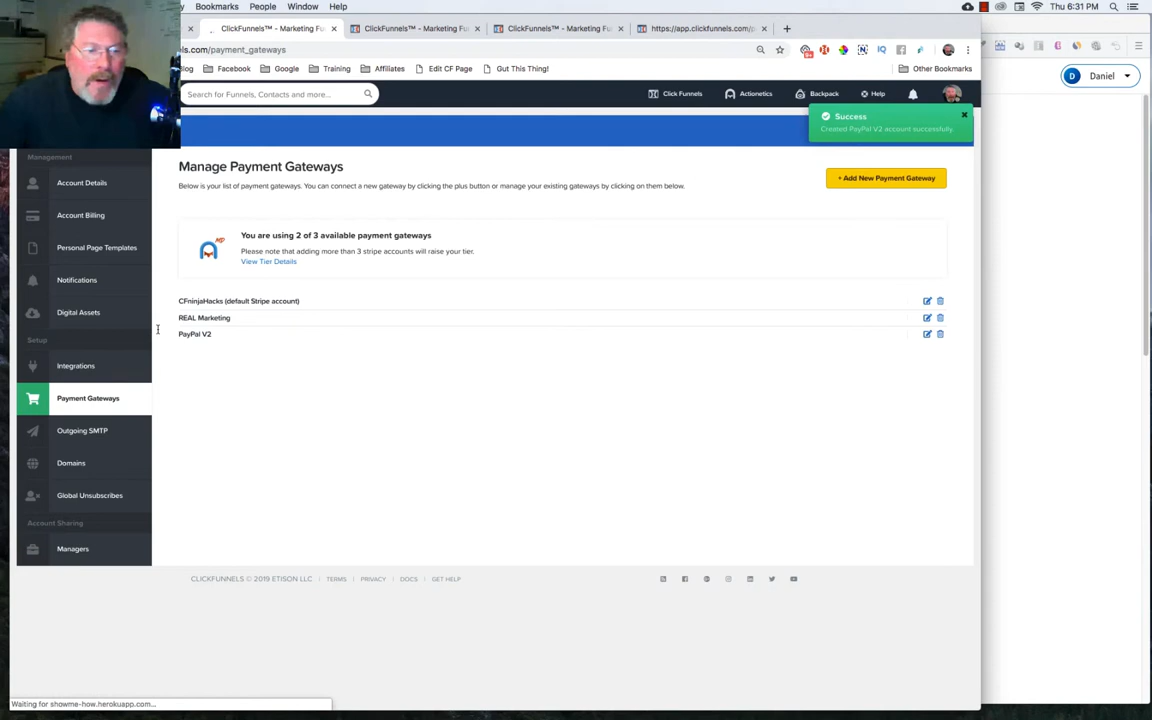 People Window Help
Thu 6:31 PM
ClickFunnels™ - Marketing Fu
ClickFunnels™ - Marketing Fu
ClickFunnels™ - Marketing Fu
https://app.clickfunnels.com/p
ls.com/payment_gateways
log Facebook Google Training Affiliates Edit CF Page Gut This Thing! Other Bookmarks
Search for Funnels, Contacts and more...
Click Funnels Actionetics Backpack Help
D Daniel
Success
Created PayPal V2 account successfully.
Management
Account Details
Account Billing
Personal Page Templates
Notifications
Digital Assets
Setup
Integrations
Payment Gateways
Outgoing SMTP
Domains
Global Unsubscribes
Account Sharing
Managers
Manage Payment Gateways
Below is your list of payment gateways. You can connect a new gateway by clicking the plus button or manage your existing gateways by clicking on them below.
+ Add New Payment Gateway
You are using 2 of 3 available payment gateways
Please note that adding more than 3 stripe accounts will raise your tier.
View Tier Details
CFninjaHacks (default Stripe account)
REAL Marketing
PayPal V2
CLICKFUNNELS © 2019 ETISON LLC | TERMS | PRIVACY | DOCS | GET HELP
Waiting for showme-how.herokuapp.com...